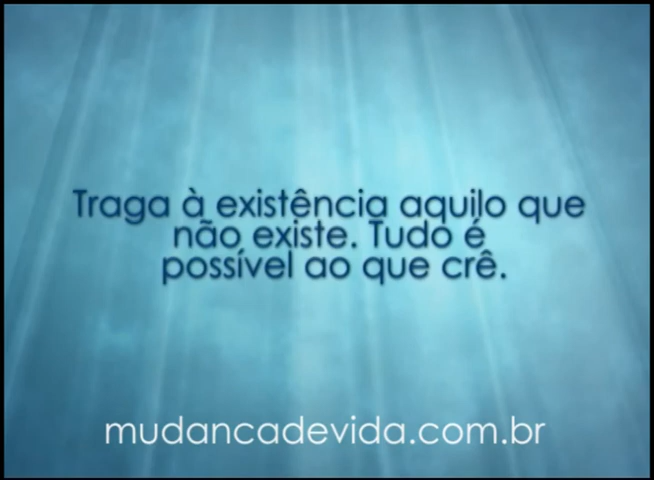 Traga à existência aquilo que
não existe. Tudo é
possível ao que crê.
mudancadevida.com.br